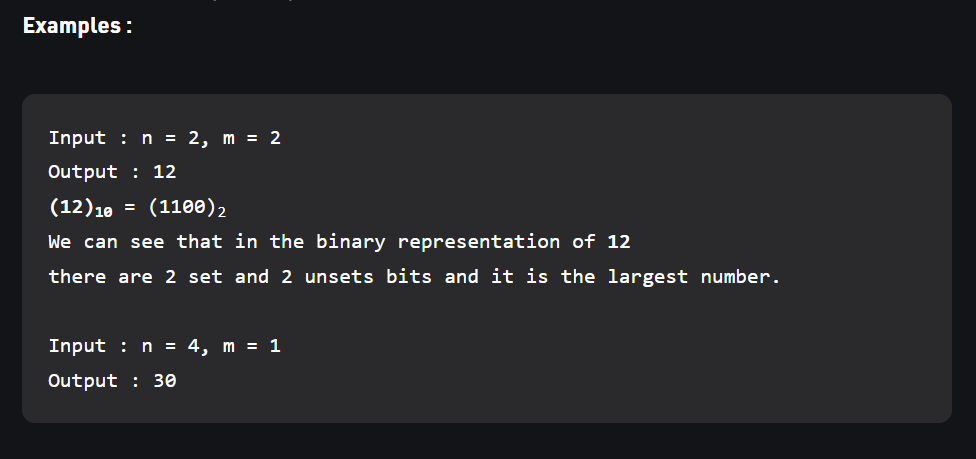 Examples :
Input : n = 2, m = 2
Output : 12
(12)₁₀ = (1100)₂
We can see that in the binary representation of 12
there are 2 set and 2 unsets bits and it is the largest number.
Input : n = 4, m = 1
Output : 30